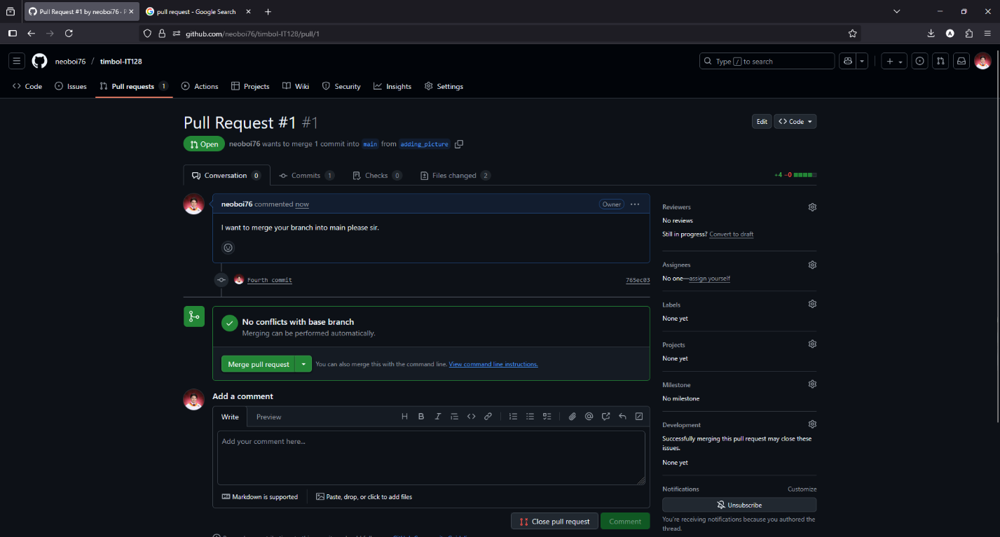 Pull Request #1 by neoboi76 · P
pull request - Google Search
github.com/neoboi76/timbol-IT128/pull/1
neoboi76 / timbol-IT128
Type / to search
Code Issues Pull requests 1 Actions Projects Wiki Security Insights Settings
Pull Request #1 #1
Edit
Code
Open neoboi76 wants to merge 1 commit into main from adding_picture
Conversation 0 Commits 1 Checks 0 Files changed 2
+4 −0
neoboi76 commented now
Owner
I want to merge your branch into main please sir.
Fourth commit
765ec03
No conflicts with base branch
Merging can be performed automatically.
Merge pull request
You can also merge this with the command line. View command line instructions.
Add a comment
Write Preview
Add your comment here...
Markdown is supported
Paste, drop, or click to add files
Close pull request
Comment
Reviewers
No reviews
Still in progress? Convert to draft
Assignees
No one—assign yourself
Labels
None yet
Projects
None yet
Milestone
No milestone
Development
Successfully merging this pull request may close these
issues.
None yet
Notifications
Customize
Unsubscribe
You're receiving notifications because you authored the
thread.